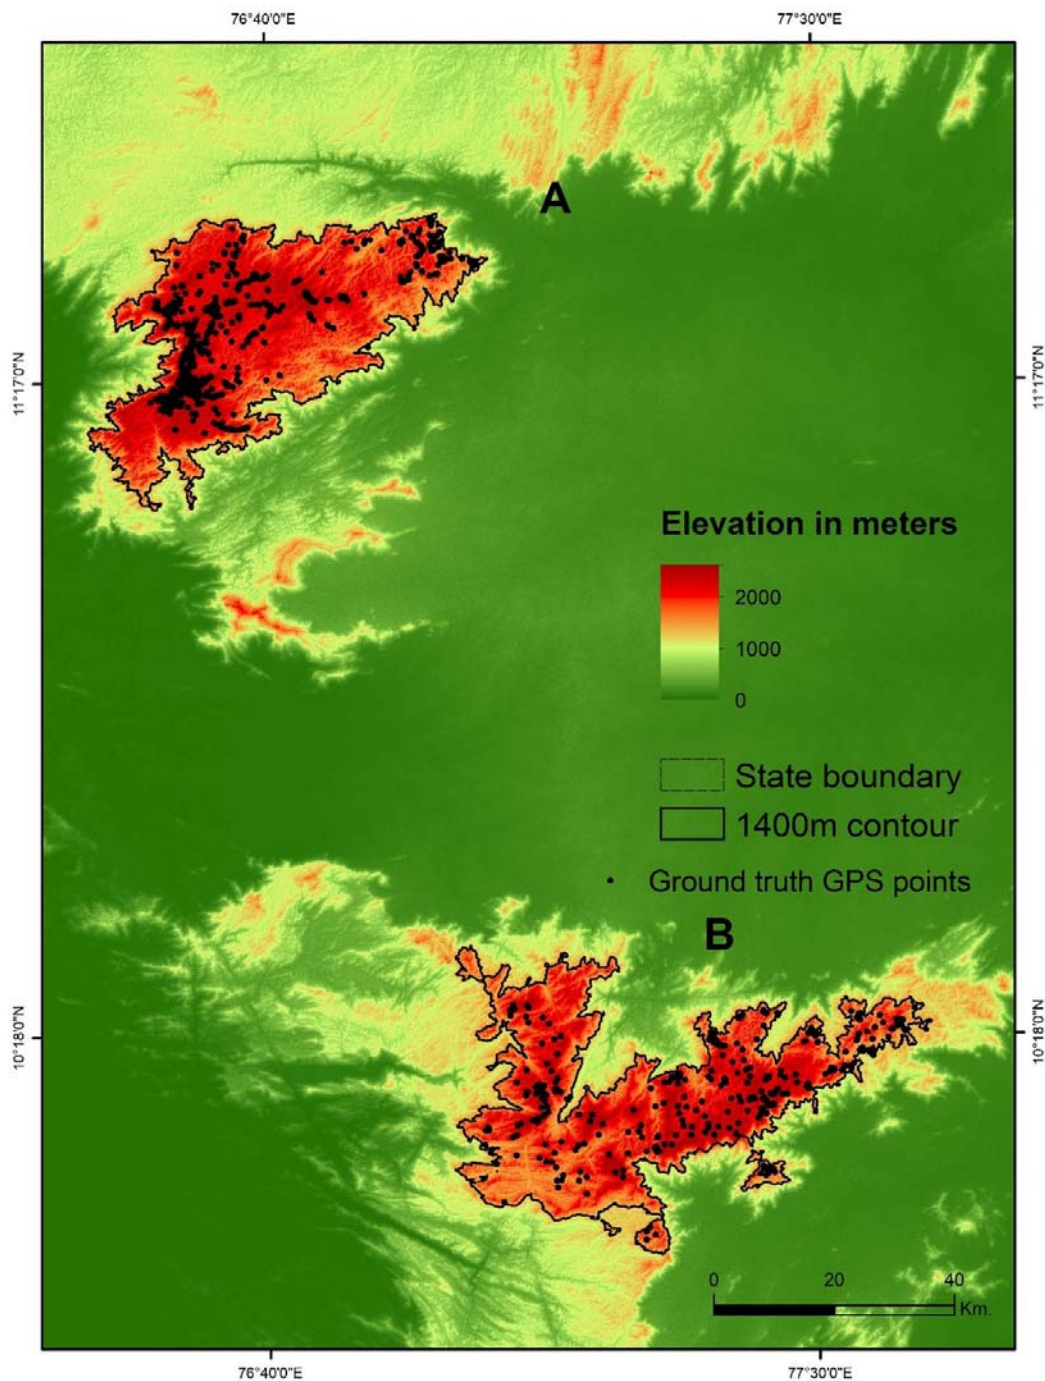 76°40'0"E 77°30'0"E
A
11°17'0"N 11°17'0"N
Elevation in meters
2000
1000
0
State boundary
1400m contour
Ground truth GPS points
B
10°18'0"N 10°18'0"N
0 20 40
Km.
76°40'0"E 77°30'0"E